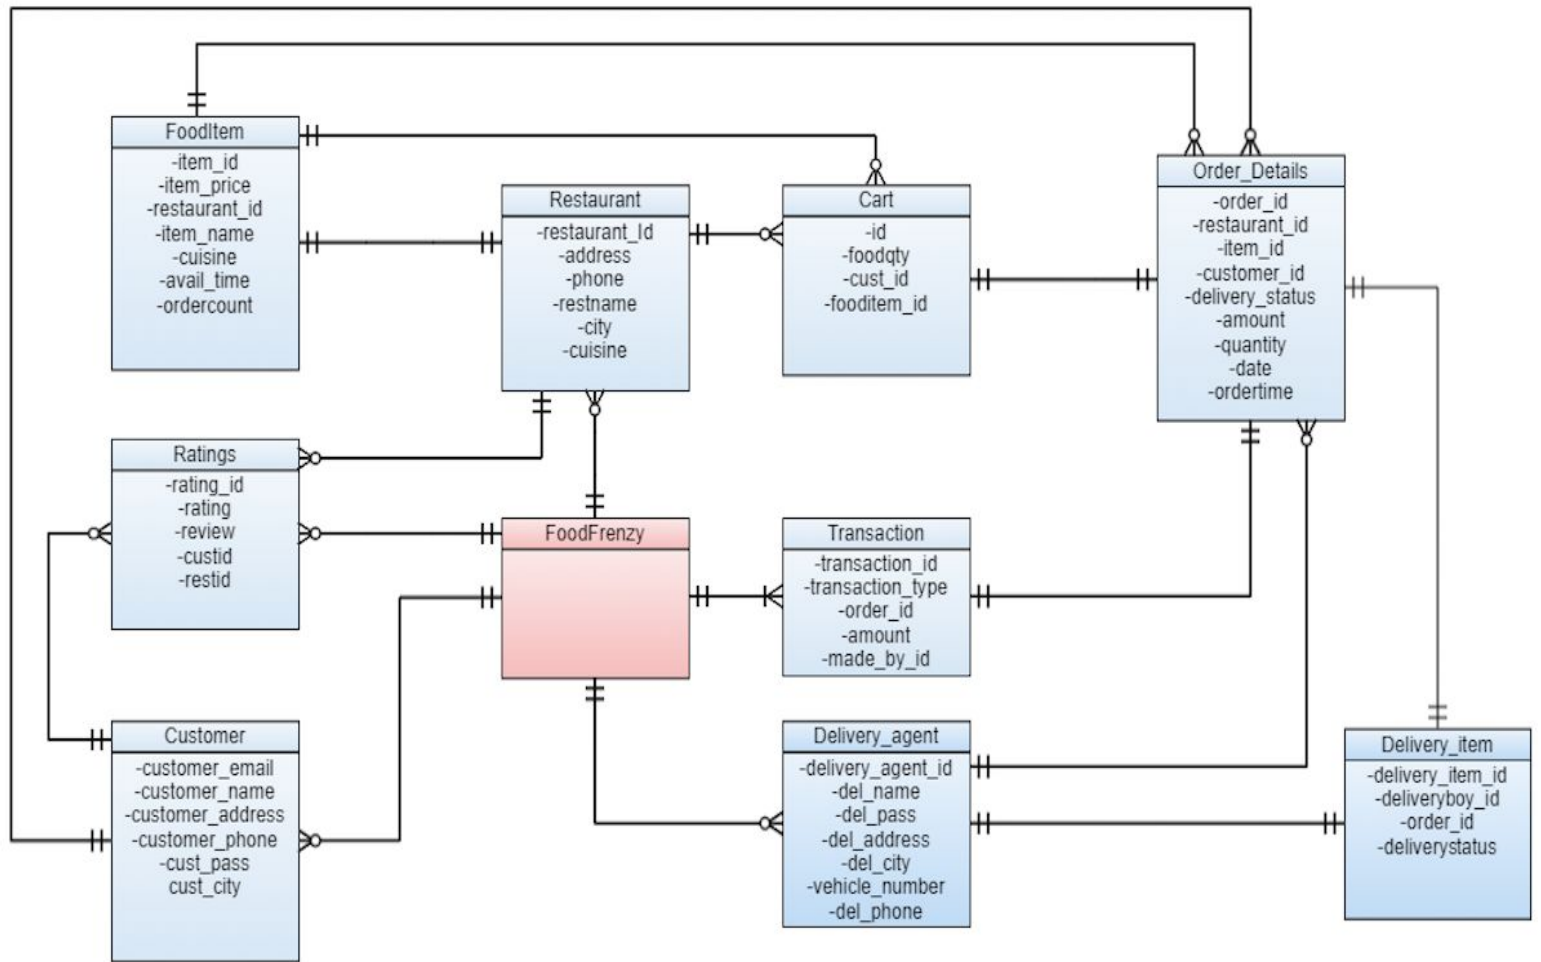 FoodItem
-item_id
-item_price
-restaurant_id
-item_name
-cuisine
-avail_time
-ordercount
Restaurant
-restaurant_Id
-address
-phone
-restname
-city
-cuisine
Cart
-id
-foodqty
-cust_id
-fooditem_id
Order_Details
-order_id
-restaurant_id
-item_id
-customer_id
-delivery_status
-amount
-quantity
-date
-ordertime
Ratings
-rating_id
-rating
-review
-custid
-restid
FoodFrenzy
Transaction
-transaction_id
-transaction_type
-order_id
-amount
-made_by_id
Customer
-customer_email
-customer_name
-customer_address
-customer_phone
-cust_pass
cust_city
Delivery_agent
-delivery_agent_id
-del_name
-del_pass
-del_address
-del_city
-vehicle_number
-del_phone
Delivery_item
-delivery_item_id
-deliveryboy_id
-order_id
-deliverystatus